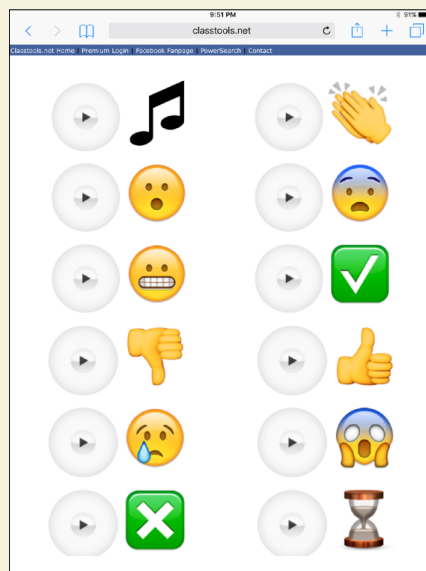 9:51 PM
91%
classtools.net
Classtools.net Home | Premium Login | Facebook Fanpage | PowerSearch | Contact